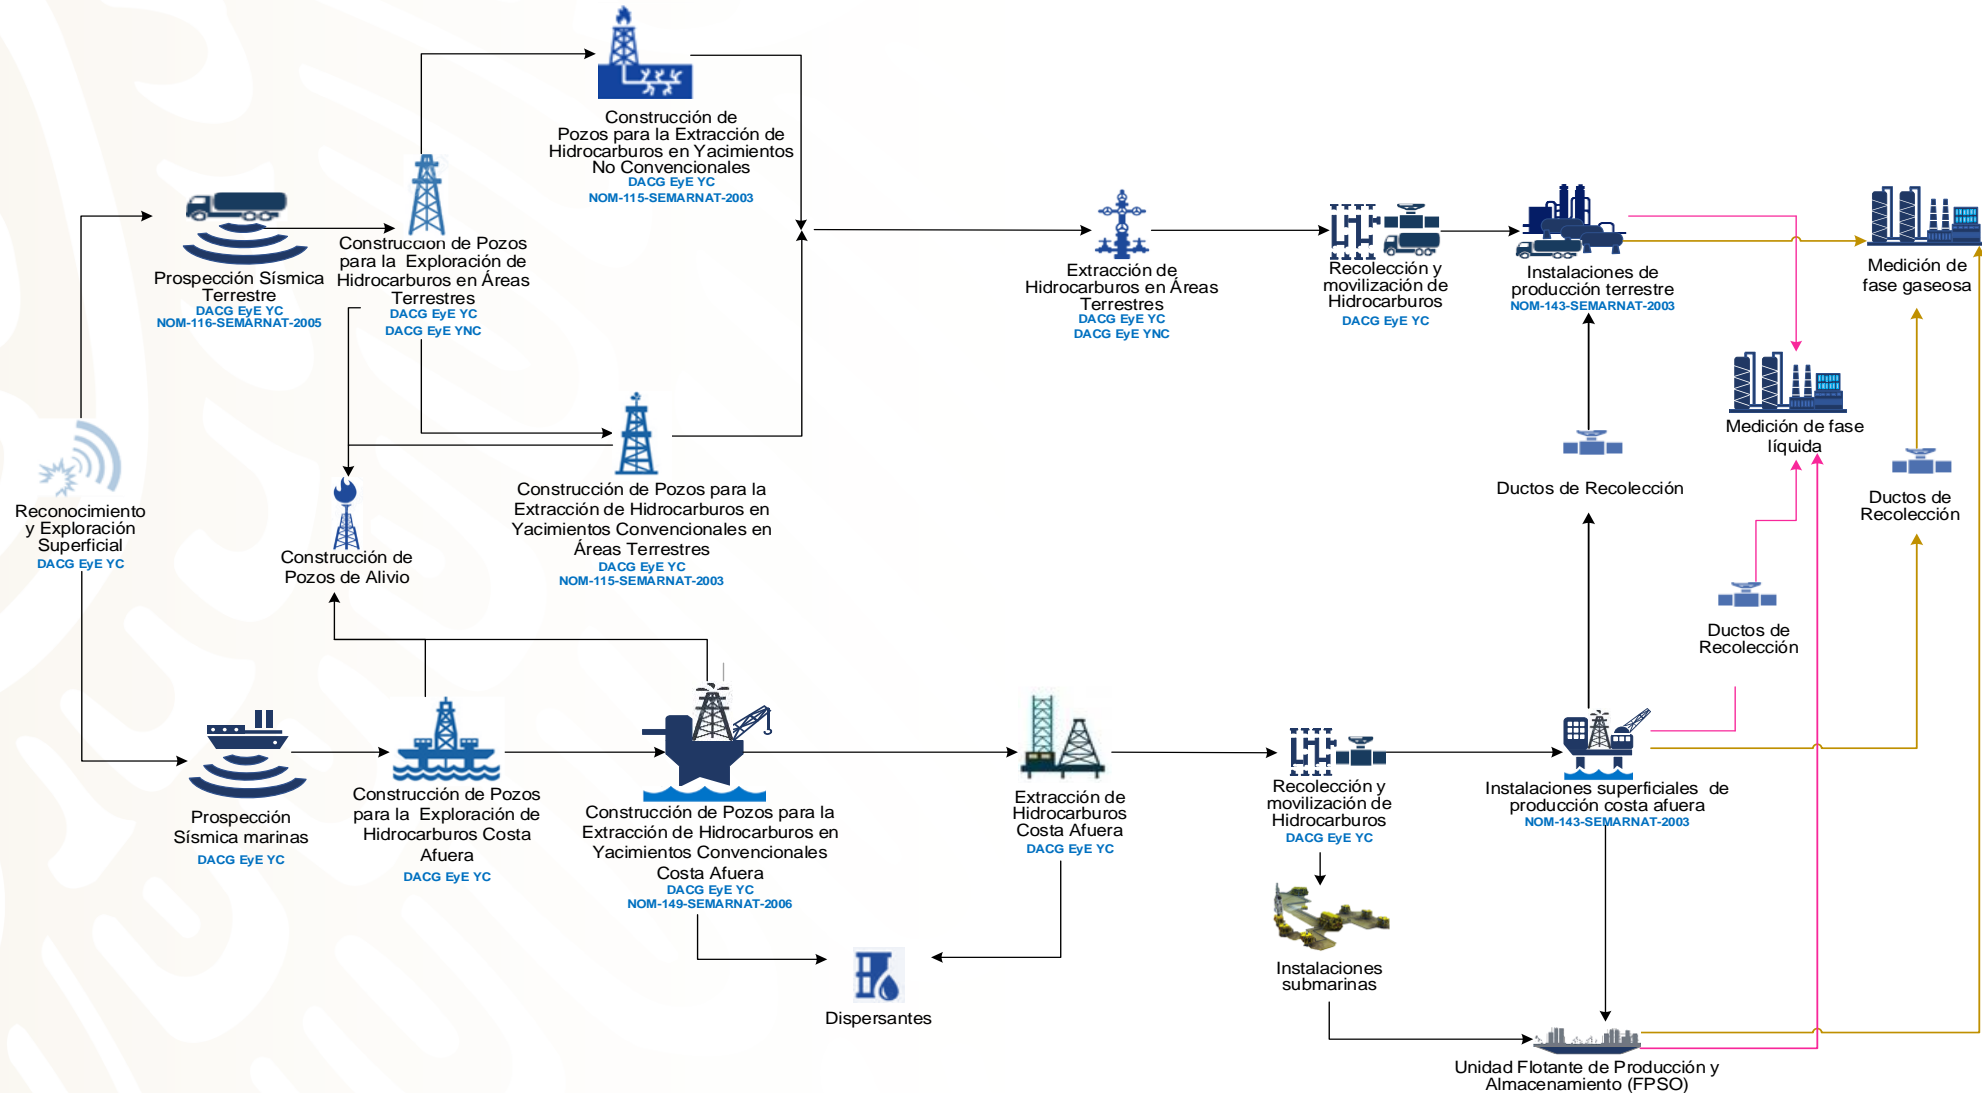 Construcción de
Pozos para la Extracción de
Hidrocarburos en Yacimientos
No Convencionales
DACG EyE YC
NOM-115-SEMARNAT-2003
Prospección Sísmica
Terrestre
DACG EyE YC
NOM-116-SEMARNAT-2005
Construcción de Pozos
para la Exploración de
Hidrocarburos en Áreas
Terrestres
DACG EyE YC
DACG EyE YNC
Extracción de
Hidrocarburos en Áreas
Terrestres
DACG EyE YC
DACG EyE YNC
Recolección y
movilización de
Hidrocarburos
DACG EyE YC
Instalaciones de
producción terrestre
NOM-143-SEMARNAT-2003
Medición de
fase gaseosa
Medición de fase
líquida
Reconocimiento
y Exploración
Superficial
DACG EyE YC
Construcción de
Pozos de Alivio
Construcción de Pozos para la
Extracción de Hidrocarburos en
Yacimientos Convencionales en
Áreas Terrestres
DACG EyE YC
NOM-115-SEMARNAT-2003
Ductos de Recolección
Ductos de
Recolección
Ductos de
Recolección
Prospección
Sísmica marinas
DACG EyE YC
Construcción de Pozos
para la Exploración de
Hidrocarburos Costa
Afuera
DACG EyE YC
Construcción de Pozos para la
Extracción de Hidrocarburos en
Yacimientos Convencionales
Costa Afuera
DACG EyE YC
NOM-149-SEMARNAT-2006
Extracción de
Hidrocarburos
Costa Afuera
DACG EyE YC
Recolección y
movilización de
Hidrocarburos
DACG EyE YC
Instalaciones superficiales de
producción costa afuera
NOM-143-SEMARNAT-2003
Dispersantes
Instalaciones
submarinas
Unidad Flotante de Producción y
Almacenamiento (FPSO)